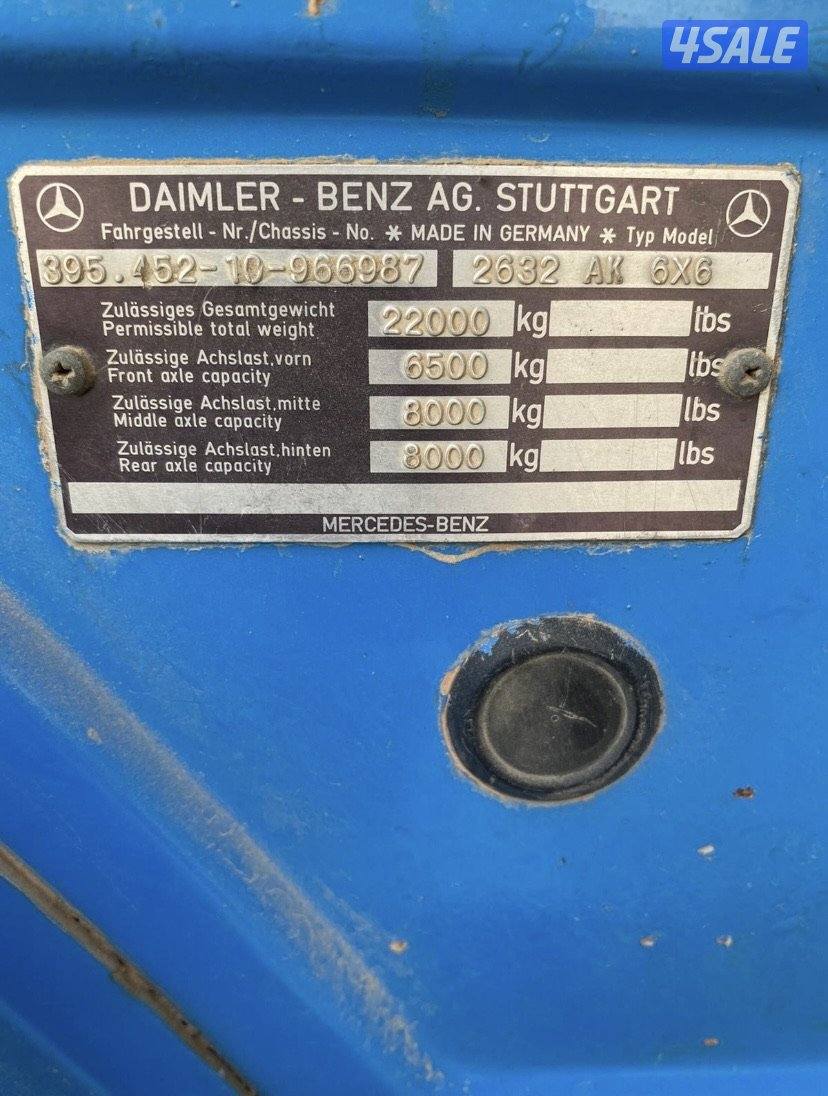 4SALE
DAIMLER - BENZ AG. STUTTGART
Fahrgestell - Nr./Chassis - No. * MADE IN GERMANY * Typ Model
395.452-10-966987 2632 AK 6X6
Zulässiges Gesamtgewicht
Permissible total weight 22000 kg lbs
Zulässige Achslast,vorn
Front axle capacity 6500 kg lbs
Zulässige Achslast,mitte
Middle axle capacity 8000 kg lbs
Zulässige Achslast,hinten
Rear axle capacity 8000 kg lbs
MERCEDES-BENZ